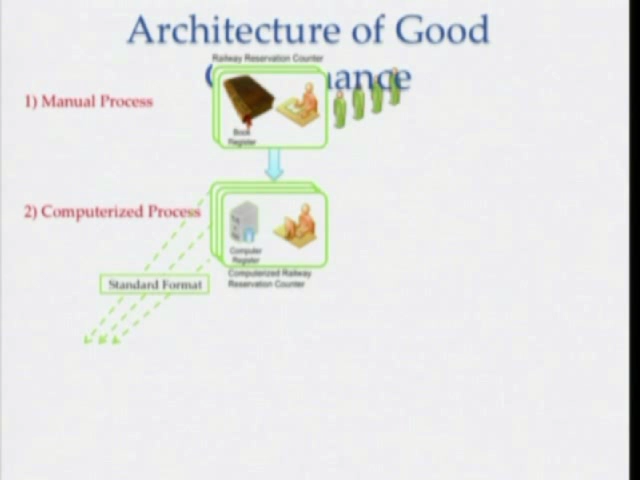 Architecture of Good
Railway Reservation Counter
1) Manual Process
Book
Register
2) Computerized Process
Computer
Register
Computerized Railway
Reservation Counter
Standard Format